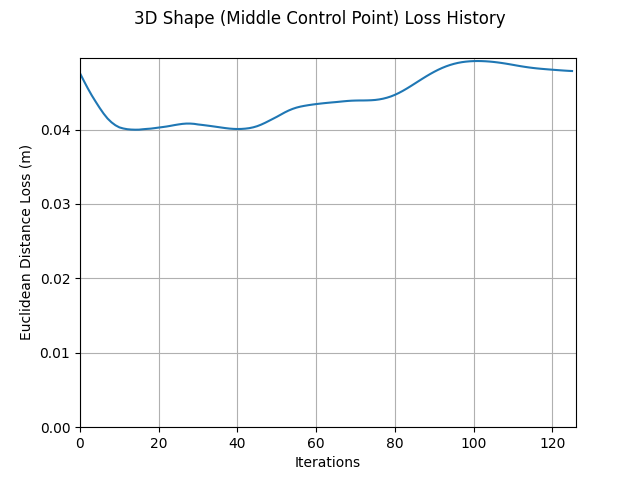 3D Shape (Middle Control Point) Loss History
Euclidean Distance Loss (m)
0.04
0.03
0.02
0.01
0.00
0 20 40 60 80 100 120
Iterations